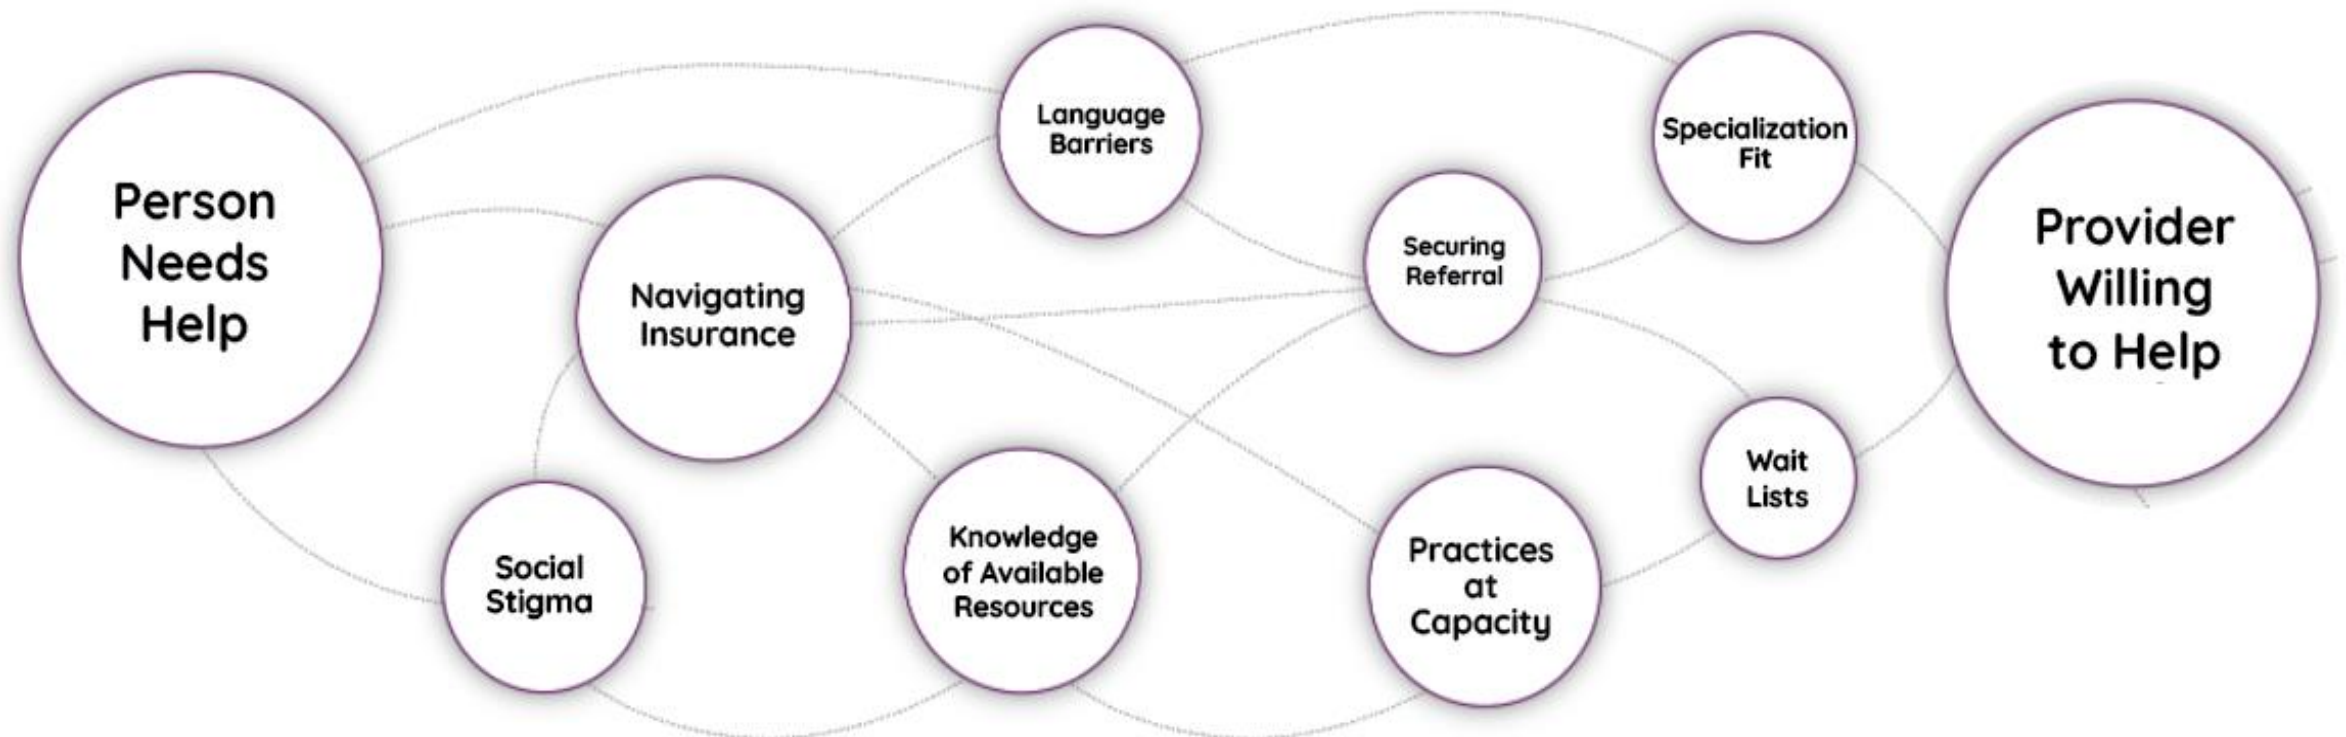 Person
Needs
Help
Navigating
Insurance
Social
Stigma
Language
Barriers
Knowledge
of Available
Resources
Securing
Referral
Practices
at
Capacity
Specialization
Fit
Wait
Lists
Provider
Willing
to Help